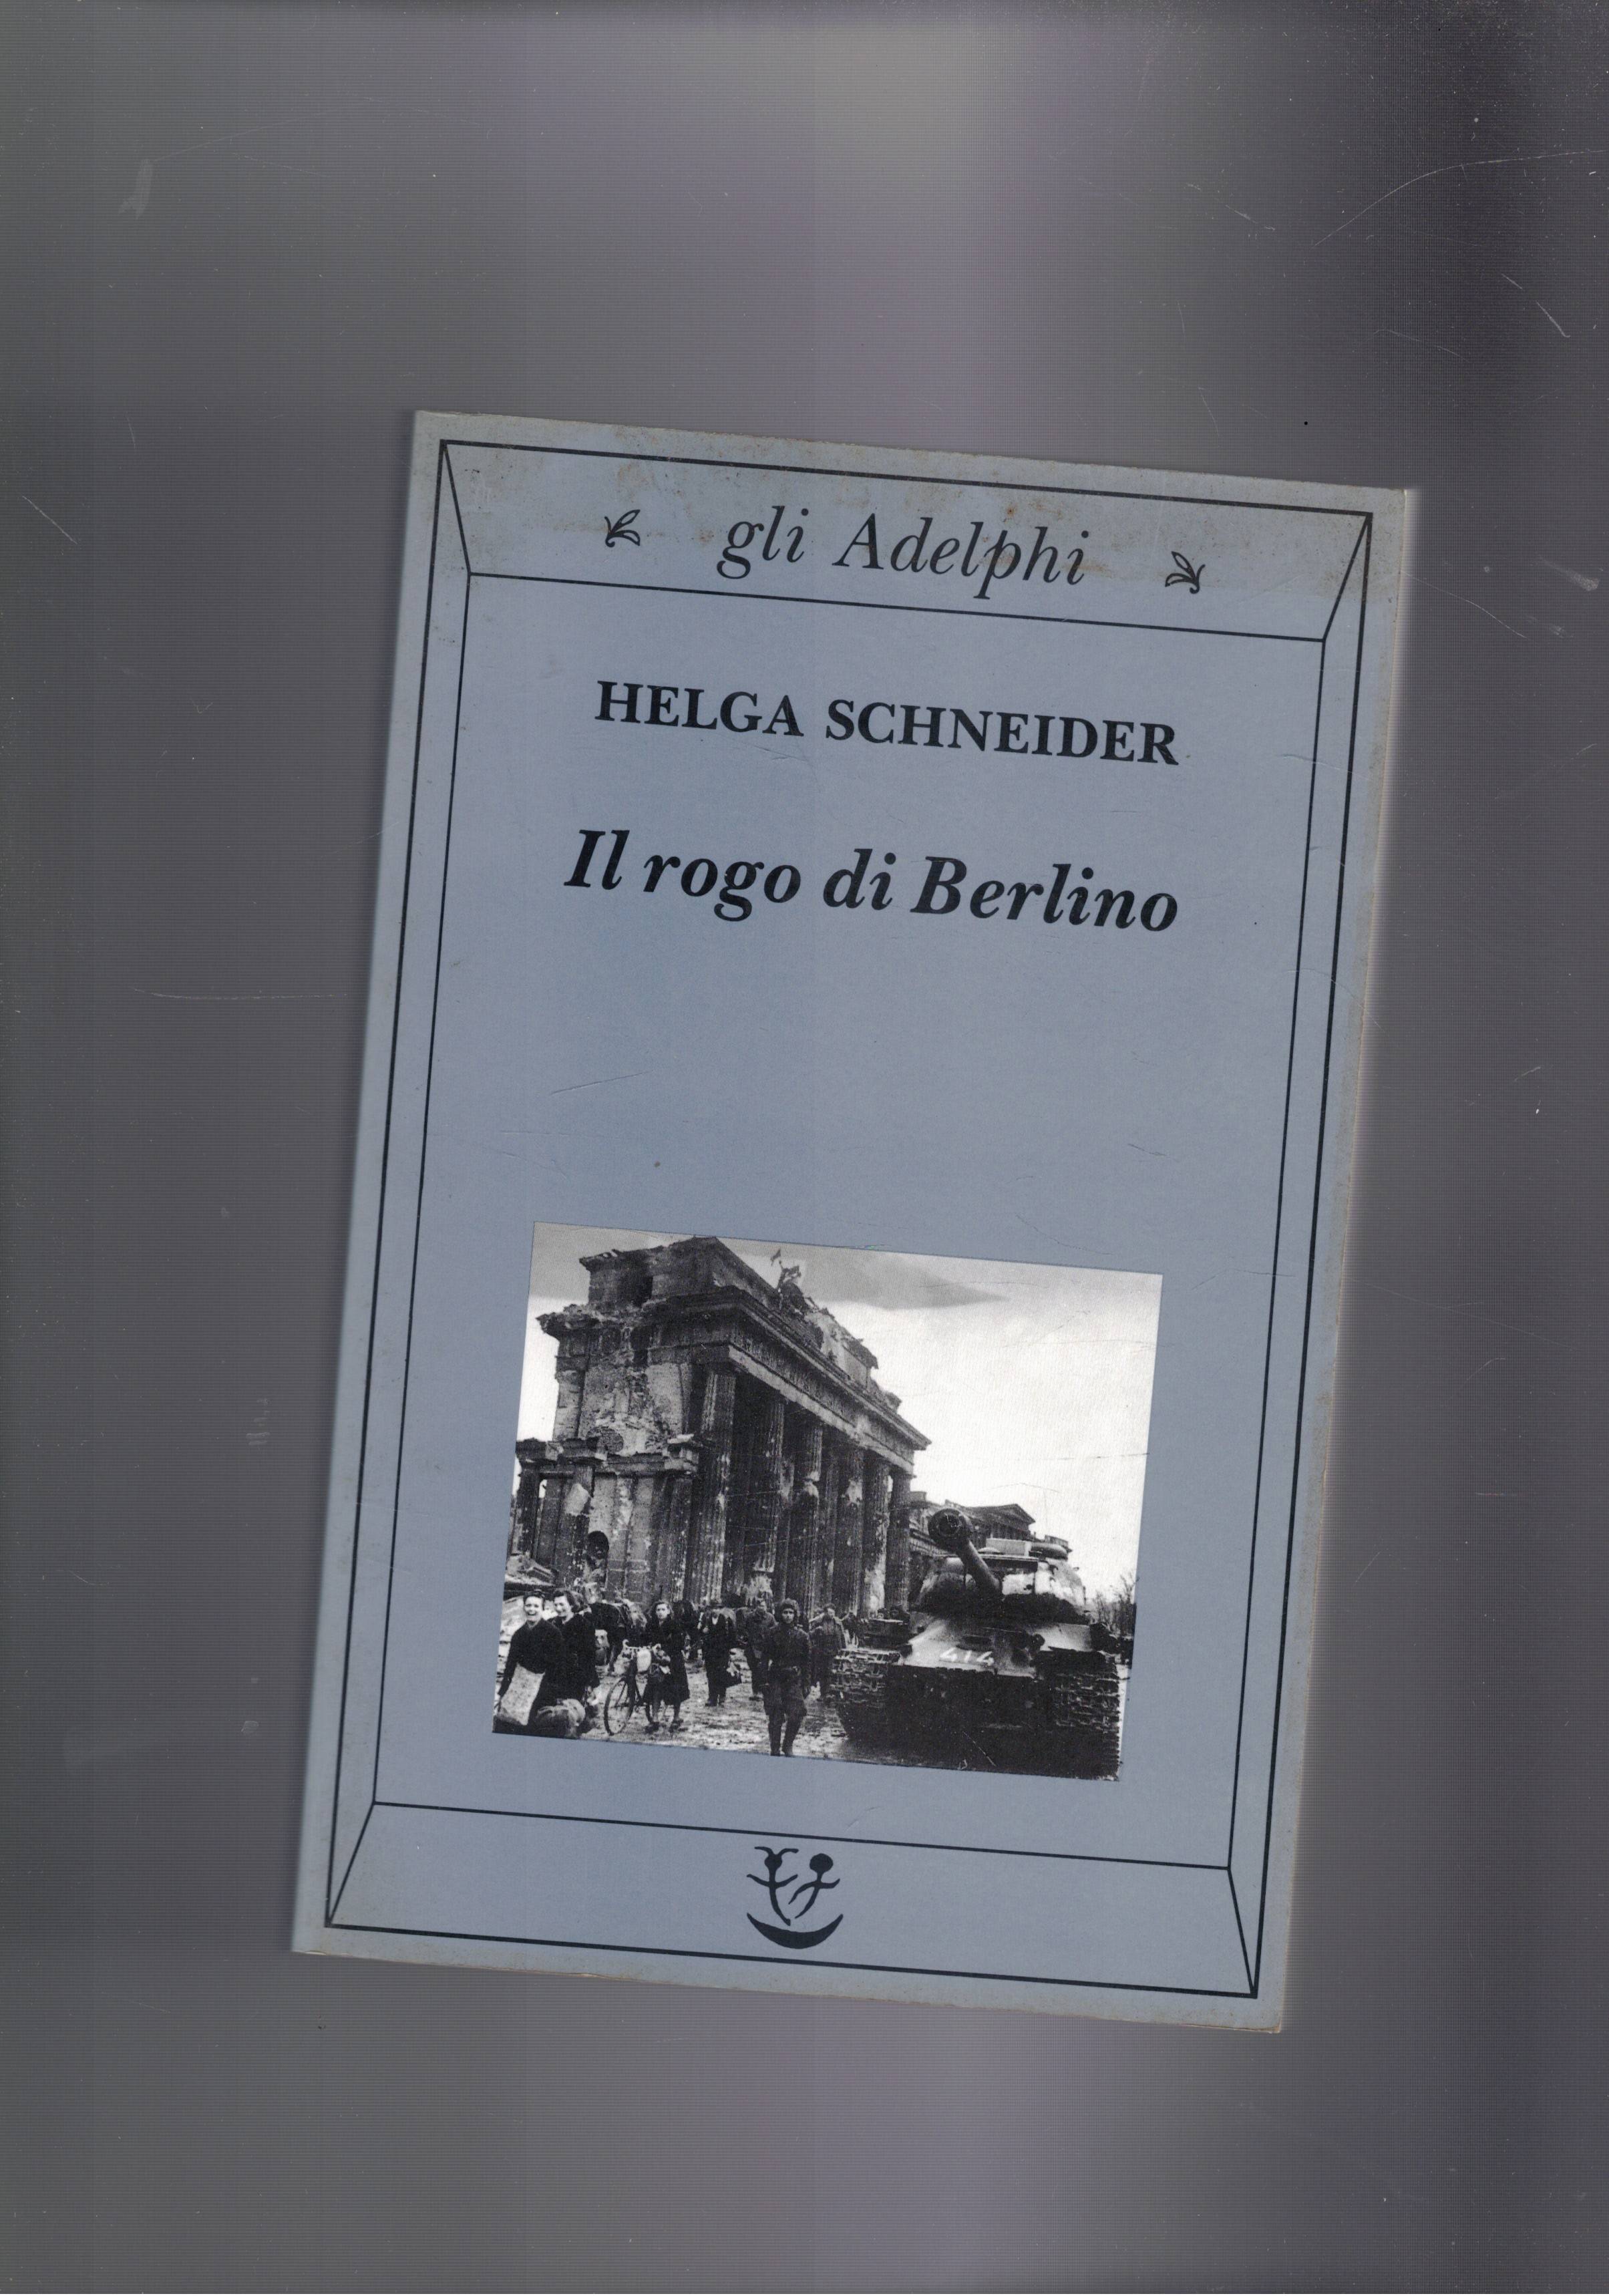 gli Adelphi
HELGA SCHNEIDER
Il rogo di Berlino
414